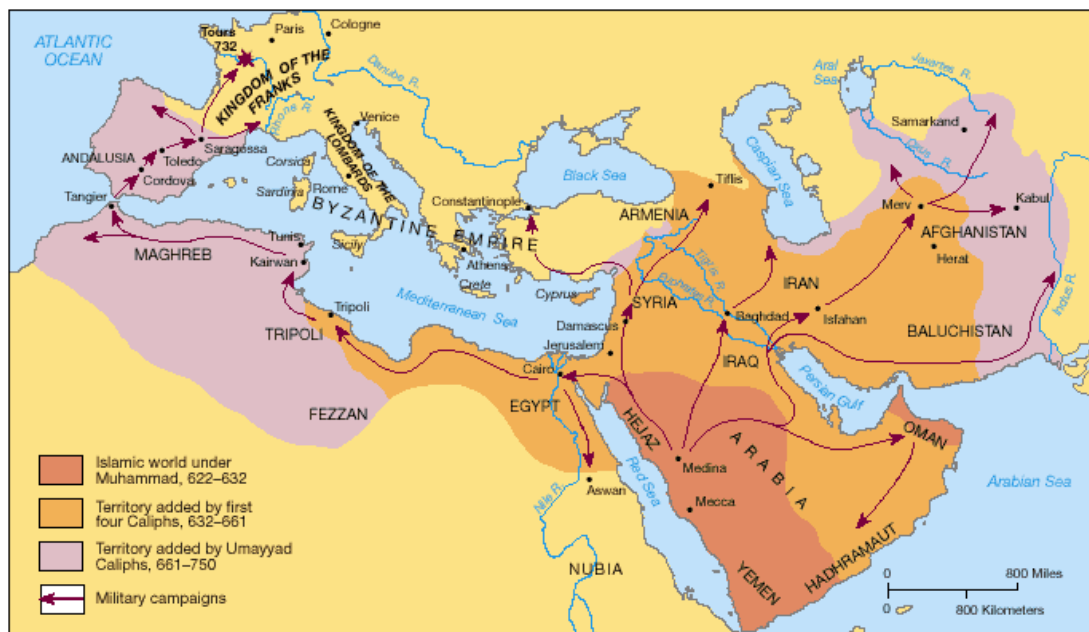 ATLANTIC
OCEAN
Tours
732
Paris
Cologne
KINGDOM OF THE
FRANKS
Rhone R.
Danube R.
Venice
KINGDOM OF THE
LOMBARDS
Saragossa
ANDALUSIA
Toledo
Cordova
Tangier
Corsica
Sardinia
Rome
BYZANTINE EMPIRE
Constantinople
Black Sea
Caspian Sea
Aral
Sea
Jaxartes R.
Samarkand
Oxus R.
Tiflis
ARMENIA
Merv
Kabul
AFGHANISTAN
Herat
MAGHREB
Tunis
Kairwan
Sicily
Athens
Crete
Cyprus
Mediterranean Sea
Tripoli
TRIPOLI
SYRIA
Tigris R.
Euphrates R.
Damascus
Jerusalem
Baghdad
IRAQ
IRAN
Isfahan
BALUCHISTAN
Indus R.
Persian Gulf
Cairo
EGYPT
FEZZAN
HEJAZ
ARABIA
OMAN
Medina
Mecca
Red Sea
Aswan
Nile R.
NUBIA
YEMEN
HADHRAMAUT
Arabian Sea
Islamic world under
Muhammad, 622–632
Territory added by first
four Caliphs, 632–661
Territory added by Umayyad
Caliphs, 661–750
Military campaigns
0 800 Miles
0 800 Kilometers